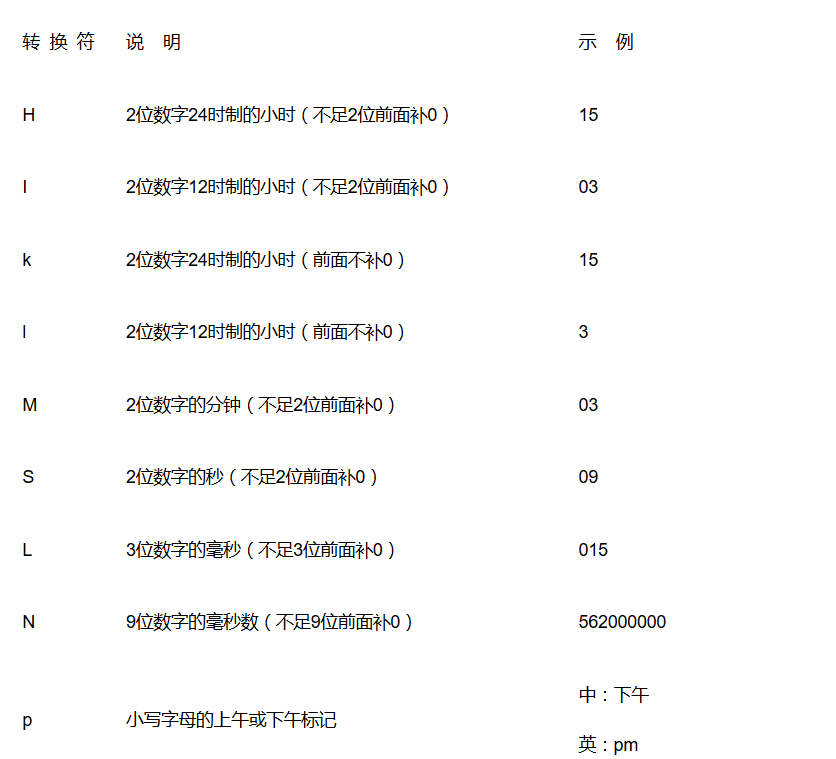 转 换 符 说 明 示 例
H 2位数字24时制的小时（不足2位前面补0） 15
I 2位数字12时制的小时（不足2位前面补0） 03
k 2位数字24时制的小时（前面不补0） 15
l 2位数字12时制的小时（前面不补0） 3
M 2位数字的分钟（不足2位前面补0） 03
S 2位数字的秒（不足2位前面补0） 09
L 3位数字的毫秒（不足3位前面补0） 015
N 9位数字的毫秒数（不足9位前面补0） 562000000
中：下午
p 小写字母的上午或下午标记
英：pm